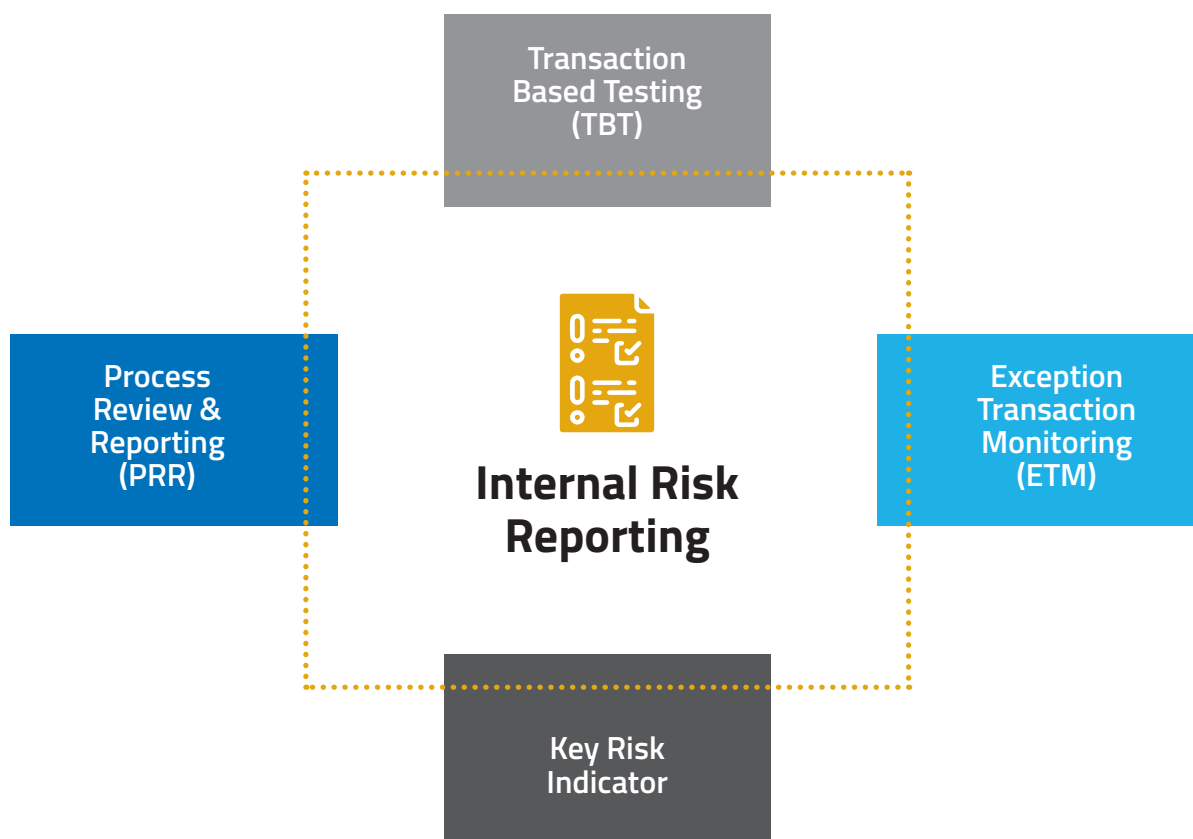 Transaction
Based Testing
(TBT)
Process
Review &
Reporting
(PRR)
Internal Risk
Reporting
Exception
Transaction
Monitoring
(ETM)
Key Risk
Indicator